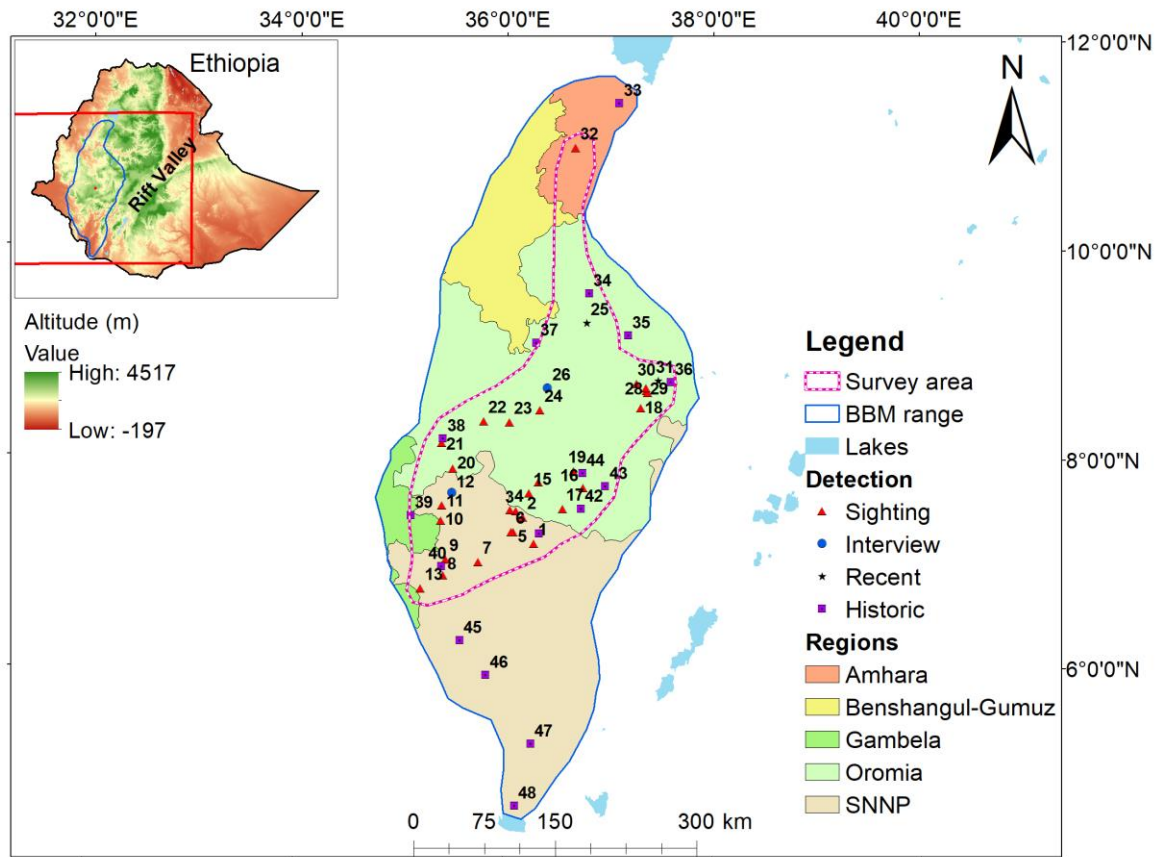 32°0'0"E 34°0'0"E 36°0'0"E 38°0'0"E 40°0'0"E
12°0'0"N
10°0'0"N
8°0'0"N
6°0'0"N
Ethiopia
Rift Valley
Altitude (m)
Value
High: 4517
Low: -197
N
33
32
34
25
35
37
30 31 36
26
28 29
24
18
22 23
38
21
19 44
20
16
43
12
15
17 42
39
11
34 2
10
6
1
5
9
7
40
8
13
45
46
47
48
Legend
Survey area
BBM range
Lakes
Detection
Sighting
Interview
Recent
Historic
Regions
Amhara
Benshangul-Gumuz
Gambela
Oromia
SNNP
0 75 150 300 km